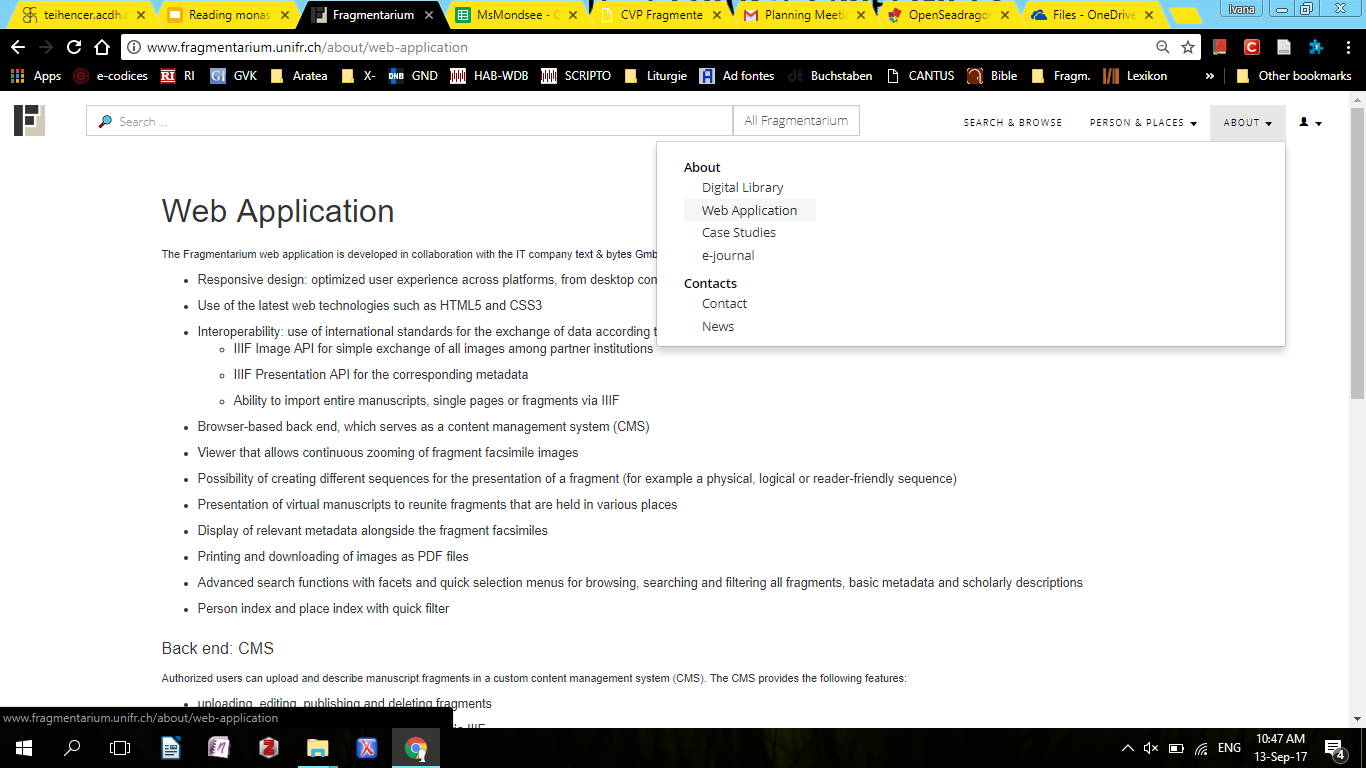 teihencer.acdh.
Reading monas
Fragmentarium
MsMondsee - G
CVP Fragmente
Planning Meeti
OpenSeadragon
Files - OneDrive
Ivana
www.fragmentarium.unifr.ch/about/web-application
Apps e-codices RI RI GVK Aratea X- DNB GND HAB-WDB SCRIPTO Liturgie Ad fontes Buchstaben CANTUS Bible Fragm. Lexikon » Other bookmarks
Search ... All Fragmentarium SEARCH & BROWSE PERSON & PLACES ABOUT
About
Digital Library
Web Application
Case Studies
e-journal
Contacts
Contact
News
Web Application
The Fragmentarium web application is developed in collaboration with the IT company text & bytes Gmb
• Responsive design: optimized user experience across platforms, from desktop com
• Use of the latest web technologies such as HTML5 and CSS3
• Interoperability: use of international standards for the exchange of data according t
◦ IIIF Image API for simple exchange of all images among partner institutions
◦ IIIF Presentation API for the corresponding metadata
◦ Ability to import entire manuscripts, single pages or fragments via IIIF
• Browser-based back end, which serves as a content management system (CMS)
• Viewer that allows continuous zooming of fragment facsimile images
• Possibility of creating different sequences for the presentation of a fragment (for example a physical, logical or reader-friendly sequence)
• Presentation of virtual manuscripts to reunite fragments that are held in various places
• Display of relevant metadata alongside the fragment facsimiles
• Printing and downloading of images as PDF files
• Advanced search functions with facets and quick selection menus for browsing, searching and filtering all fragments, basic metadata and scholarly descriptions
• Person index and place index with quick filter
Back end: CMS
Authorized users can upload and describe manuscript fragments in a custom content management system (CMS). The CMS provides the following features:
• uploading, editing, publishing and deleting fragments
www.fragmentarium.unifr.ch/about/web-application
ENG
10:47 AM
13-Sep-17
4